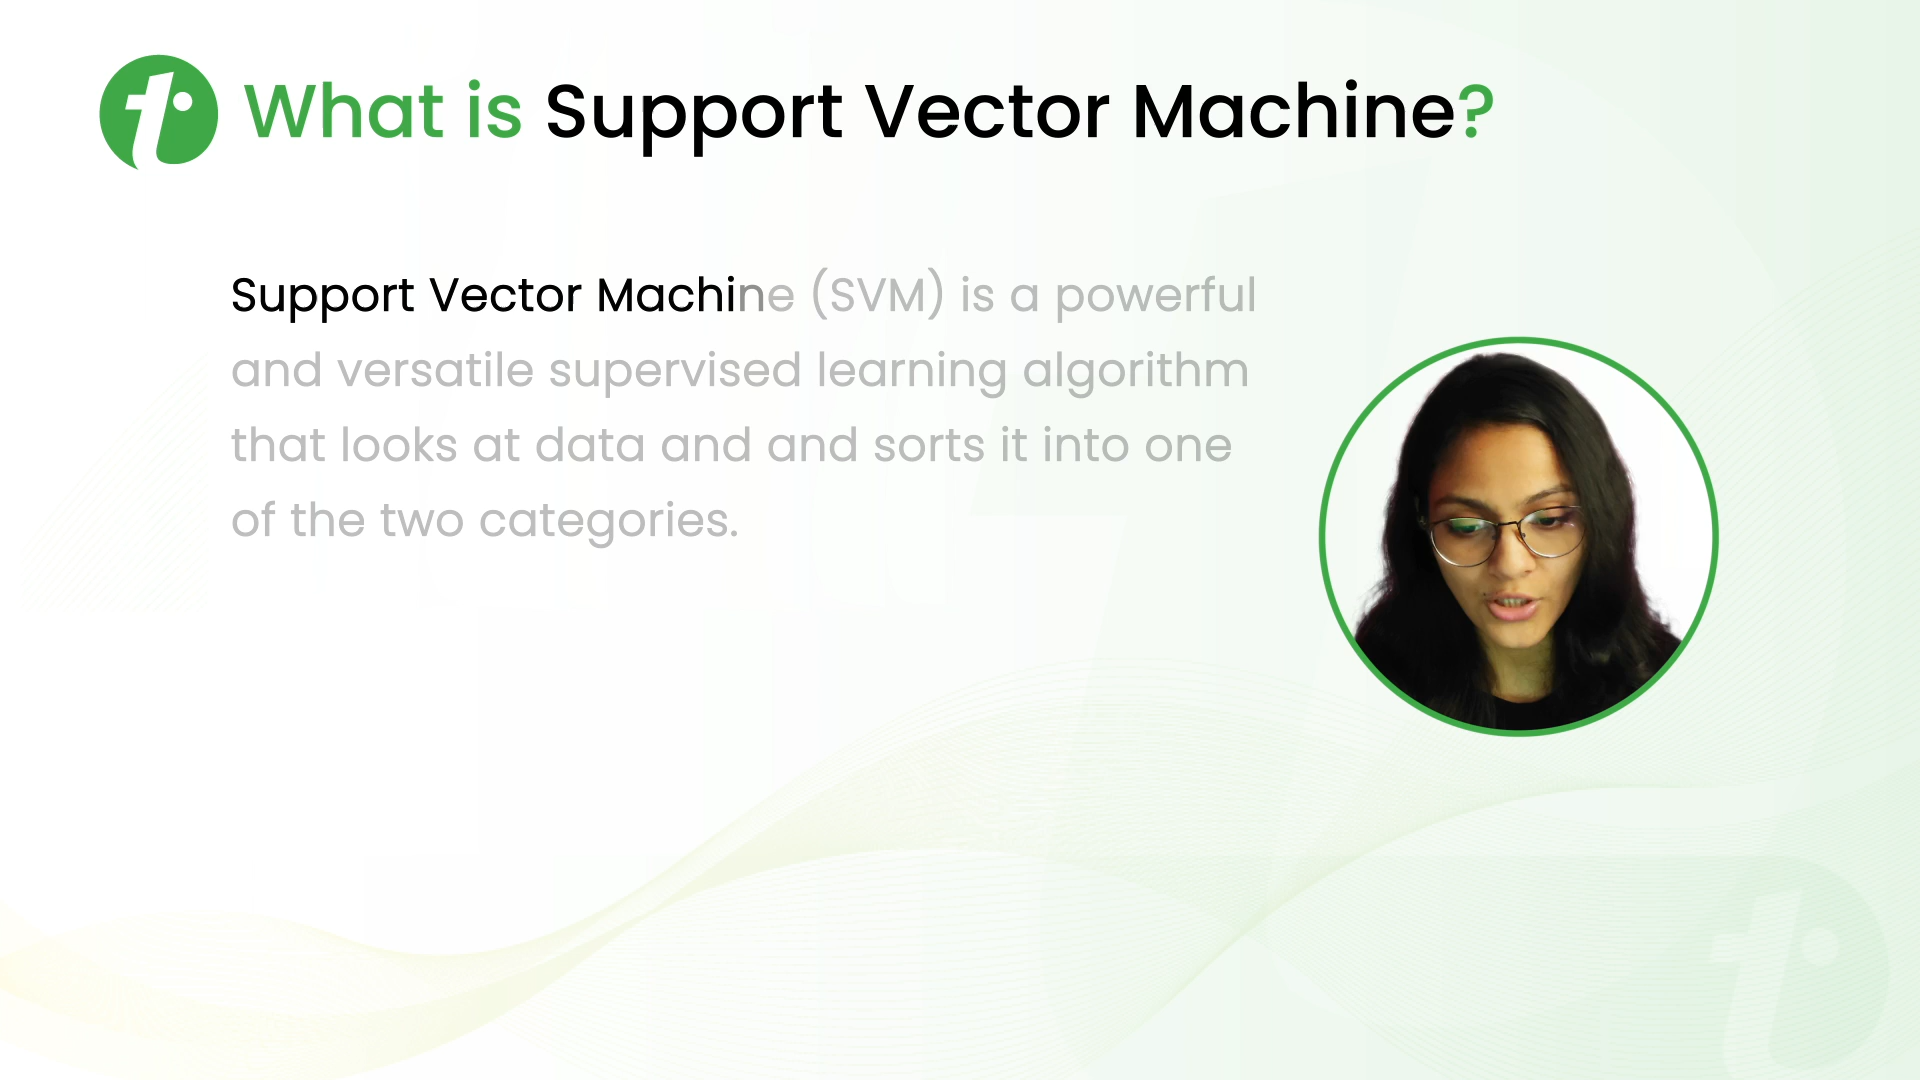 What is Support Vector Machine?
Support Vector Machine (SVM) is a powerful
and versatile supervised learning algorithm
that looks at data and and sorts it into one
of the two categories.